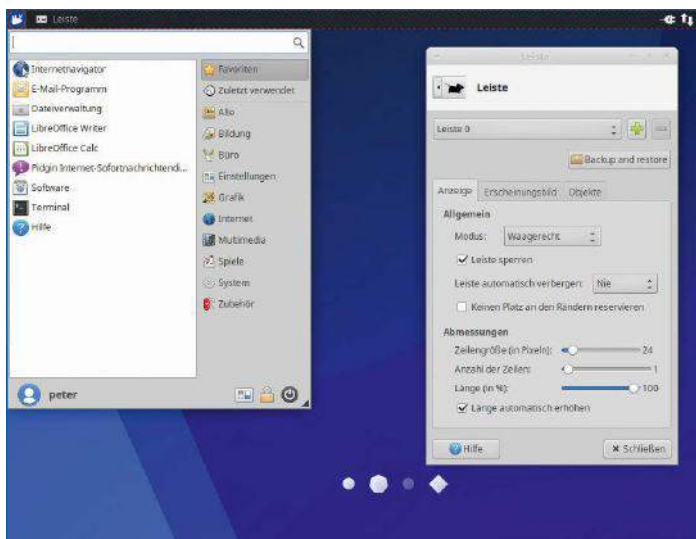 Leiste
Internetnavigator
E-Mail-Programm
Dateiverwaltung
LibreOffice Writer
LibreOffice Calc
Pidgin Internet-Sofortnachrichtendi...
Software
Terminal
Hilfe
Favoriten
Zuletzt verwendet
Alle
Bildung
Büro
Einstellungen
Grafik
Internet
Multimedia
Spiele
System
Zubehör
peter
Leiste
Leiste
Leiste 0
Backup and restore
Anzeige Erscheinungsbild Objekte
Allgemein
Modus: Waagerecht
Leiste sperren
Leiste automatisch verbergen: Nie
Keinen Platz an den Rändern reservieren
Abmessungen
Zeilengröße (in Pixeln): 24
Anzahl der Zeilen: 1
Länge (in %): 100
Länge automatisch erhöhen
Hilfe
Schließen